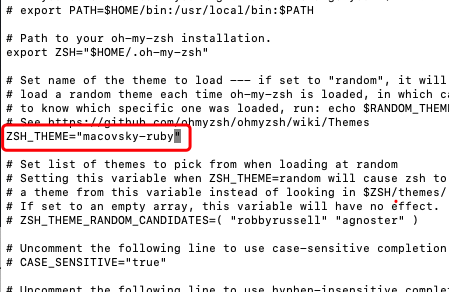 # export PATH=$HOME/bin:/usr/local/bin:$PATH
# Path to your oh-my-zsh installation.
export ZSH="$HOME/.oh-my-zsh"
# Set name of the theme to load --- if set to "random", it will
# load a random theme each time oh-my-zsh is loaded, in which ca
# to know which specific one was loaded, run: echo $RANDOM_THEM
# See https://github.com/ohmyzsh/ohmyzsh/wiki/Themes
ZSH_THEME="macovsky-ruby"
# Set list of themes to pick from when loading at random
# Setting this variable when ZSH_THEME=random will cause zsh to
# a theme from this variable instead of looking in $ZSH/themes/
# If set to an empty array, this variable will have no effect.
# ZSH_THEME_RANDOM_CANDIDATES=( "robbyrussell" "agnoster" )
# Uncomment the following line to use case-sensitive completion
# CASE_SENSITIVE="true"
# Uncomment the following line to use hyphen-insensitive complet